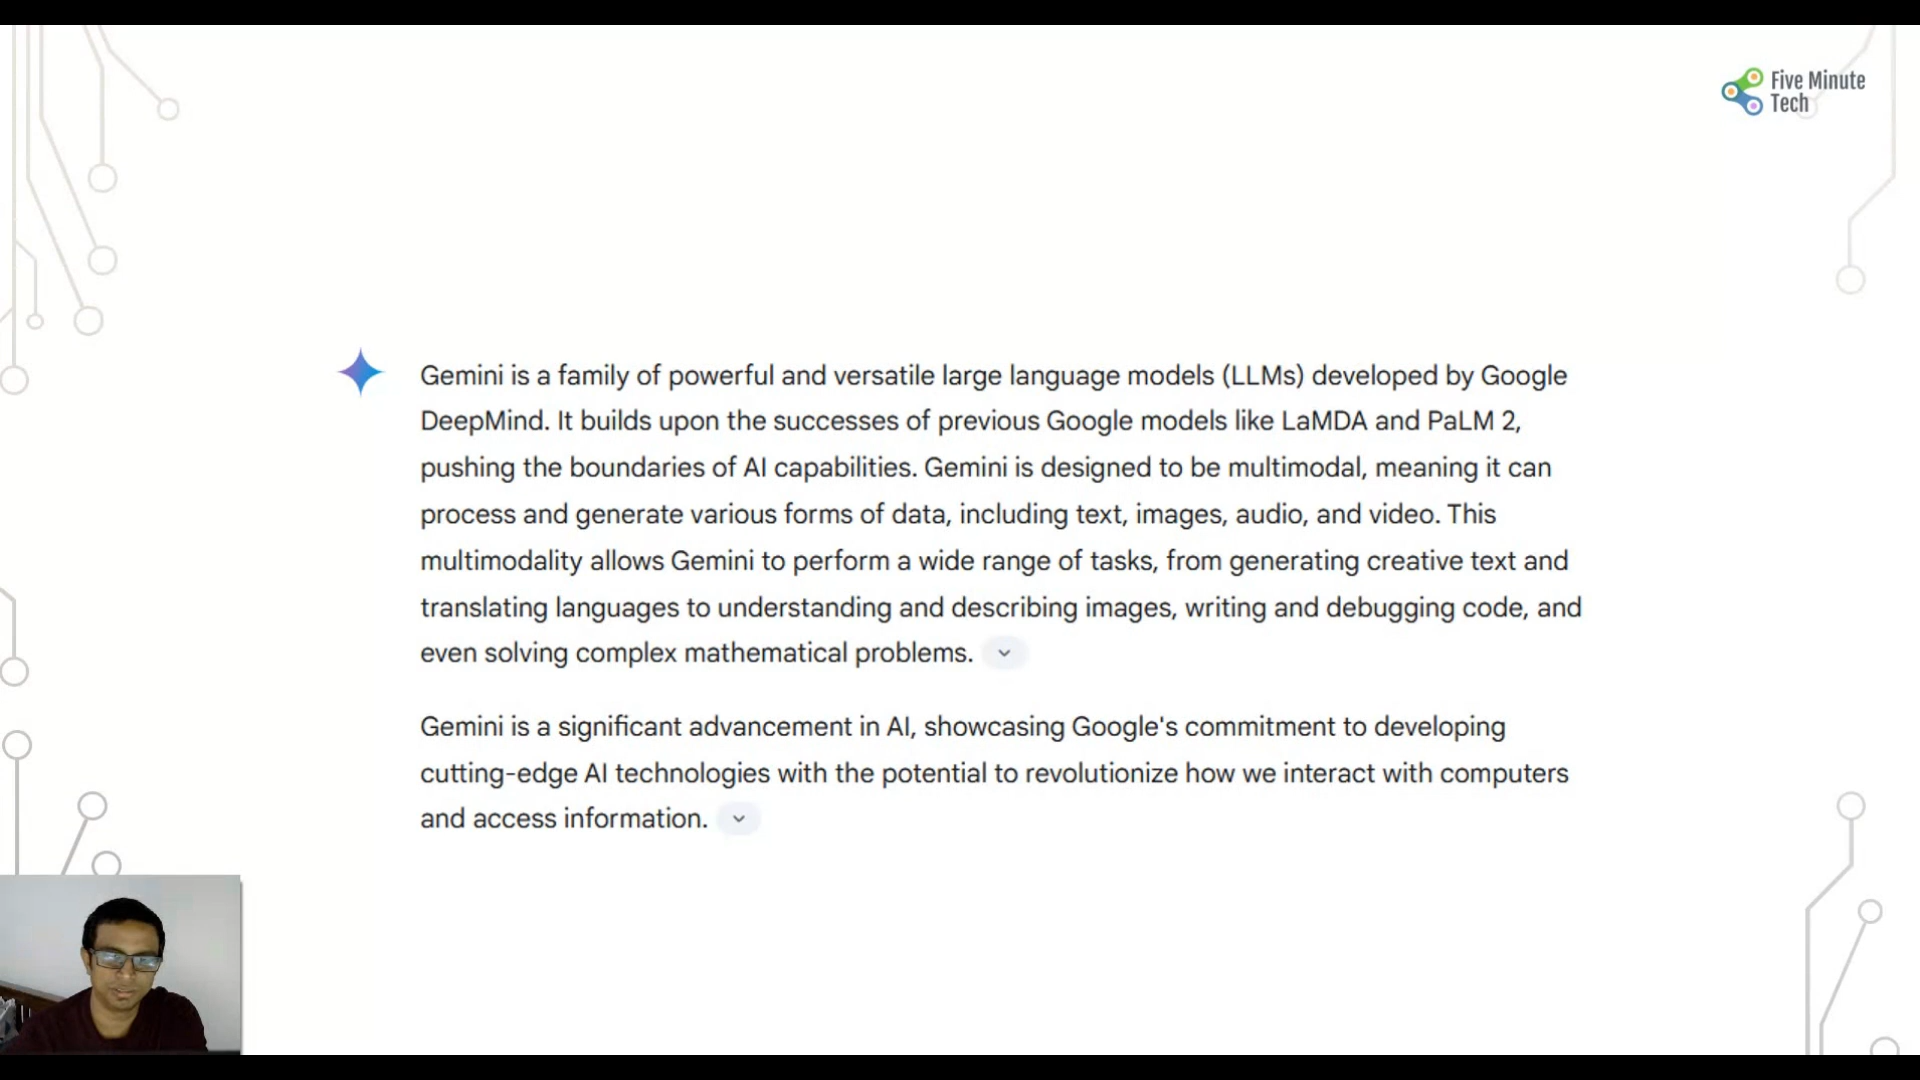 Five Minute
Tech
Gemini is a family of powerful and versatile large language models (LLMs) developed by Google
DeepMind. It builds upon the successes of previous Google models like LaMDA and PaLM 2,
pushing the boundaries of AI capabilities. Gemini is designed to be multimodal, meaning it can
process and generate various forms of data, including text, images, audio, and video. This
multimodality allows Gemini to perform a wide range of tasks, from generating creative text and
translating languages to understanding and describing images, writing and debugging code, and
even solving complex mathematical problems.
Gemini is a significant advancement in AI, showcasing Google's commitment to developing
cutting-edge AI technologies with the potential to revolutionize how we interact with computers
and access information.